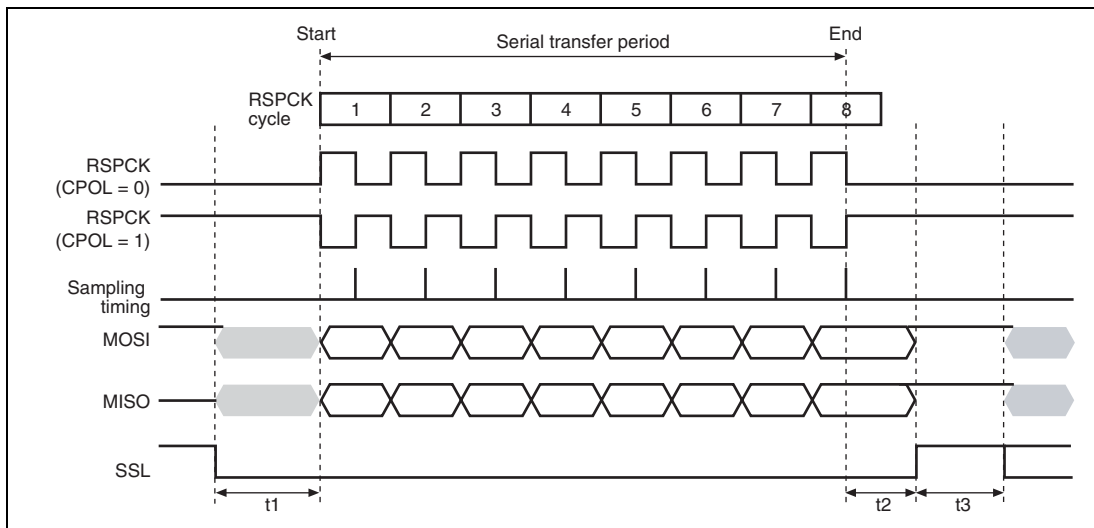 Start
Serial transfer period
End
RSPCK
cycle
1 2 3 4 5 6 7 8
RSPCK
(CPOL = 0)
RSPCK
(CPOL = 1)
Sampling
timing
MOSI
MISO
SSL
t1
t2
t3